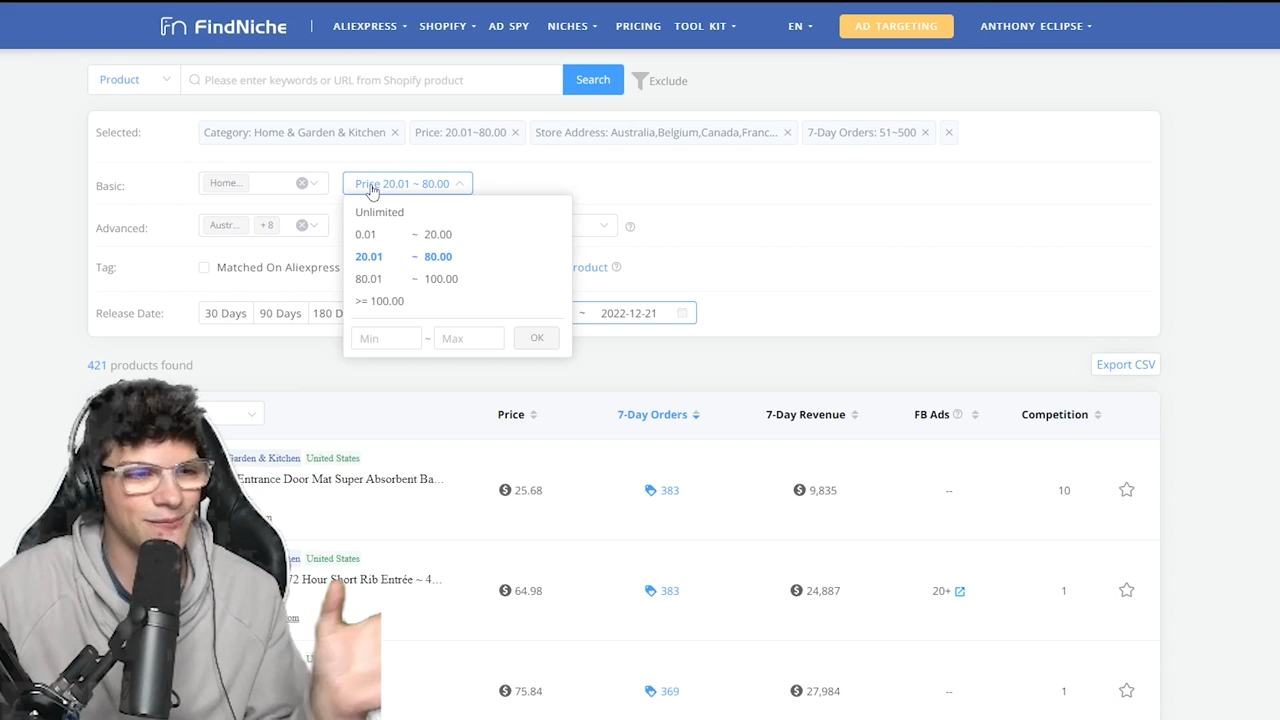 FindNiche ALIEXPRESS SHOPIFY AD SPY NICHES PRICING TOOL KIT EN AD TARGETING ANTHONY ECLIPSE
Product Please enter keywords or URL from Shopify product Search Exclude
Selected: Category: Home & Garden & Kitchen Price: 20.01~80.00 Store Address: Australia,Belgium,Canada,Franc... 7-Day Orders: 51~500
Basic: Home... Price 20.01 ~ 80.00
Unlimited
0.01 ~ 20.00
20.01 ~ 80.00
80.01 ~ 100.00
>= 100.00
Min ~ Max OK
Advanced: Austr... + 8
Tag: Matched On Aliexpress roduct
Release Date: 30 Days 90 Days 180 D ~ 2022-12-21
421 products found Export CSV
Price 7-Day Orders 7-Day Revenue FB Ads Competition
Garden & Kitchen United States
Entrance Door Mat Super Absorbent Ba...
25.68 383 9,835 -- 10
m
en United States
72 Hour Short Rib Entrée ~ 4...
64.98 383 24,887 20+ 1
om
75.84 369 27,984 -- 1